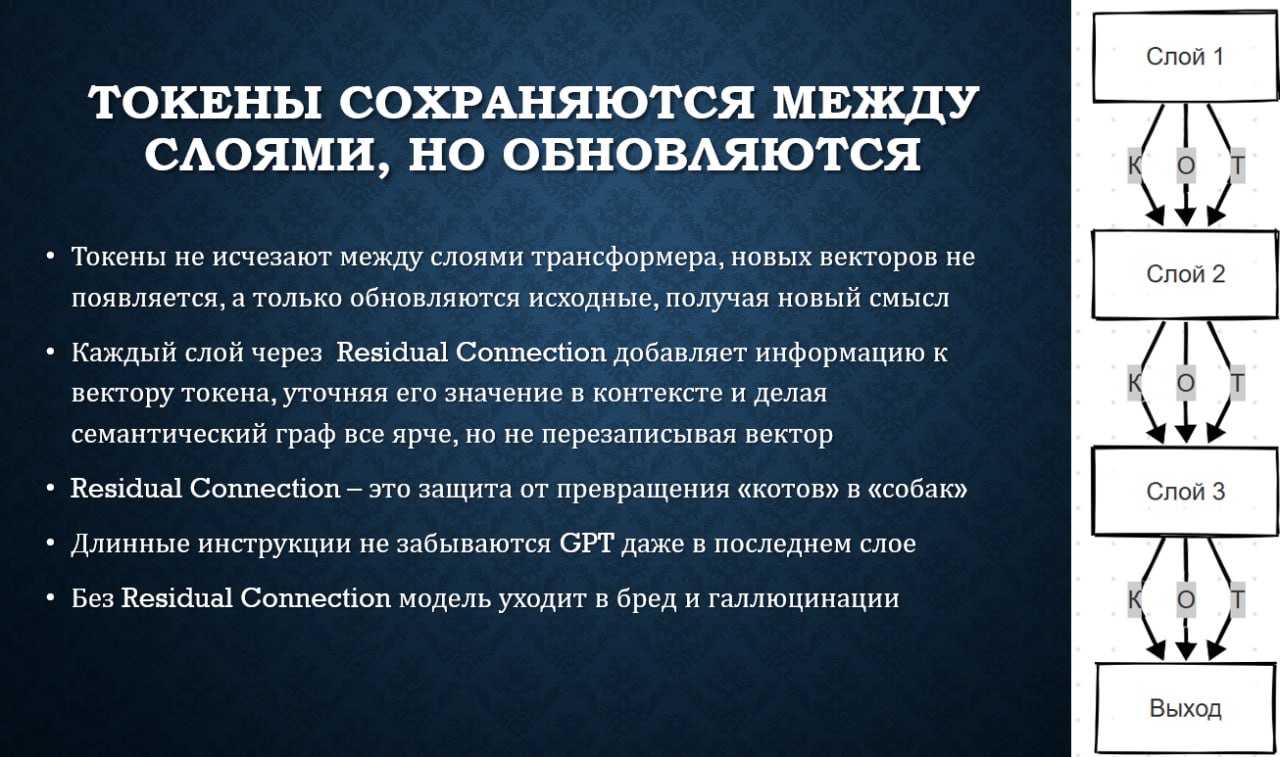 ТОКЕНЫ СОХРАНЯЮТСЯ МЕЖДУ
СЛОЯМИ, НО ОБНОВЛЯЮТСЯ
• Токены не исчезают между слоями трансформера, новых векторов не
появляется, а только обновляются исходные, получая новый смысл
• Каждый слой через Residual Connection добавляет информацию к
вектору токена, уточняя его значение в контексте и делая
семантический граф все ярче, но не перезаписывая вектор
• Residual Connection – это защита от превращения «котов» в «собак»
• Длинные инструкции не забываются GPT даже в последнем слое
• Без Residual Connection модель уходит в бред и галлюцинации
Слой 1
К О Т
Слой 2
К О Т
Слой 3
К О Т
Выход